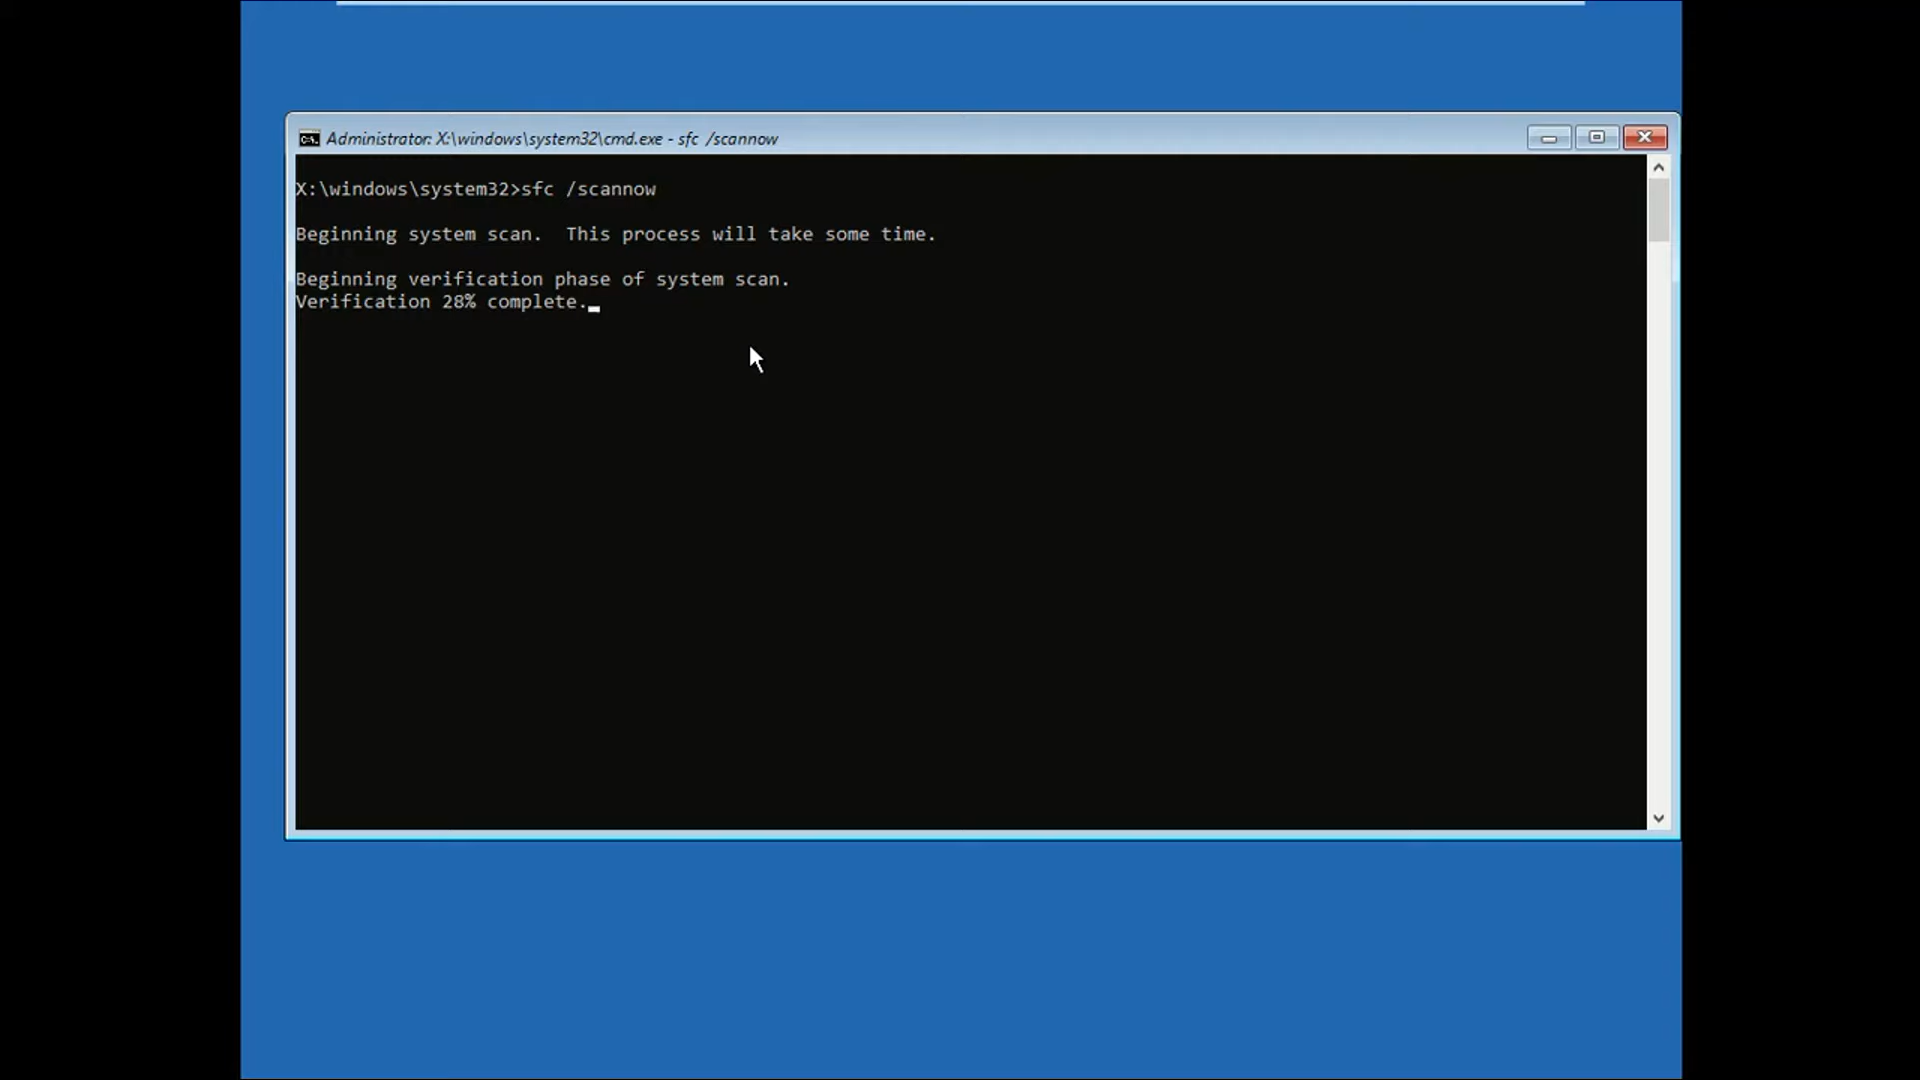 Administrator: X:\windows\system32\cmd.exe - sfc /scannow
X:\windows\system32>sfc /scannow
Beginning system scan.  This process will take some time.
Beginning verification phase of system scan.
Verification 28% complete.